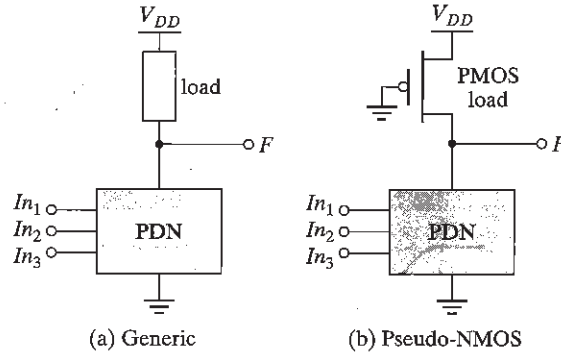 V_DD
load
F
In_1
In_2
In_3
PDN
(a) Generic
V_DD
PMOS
load
F
In_1
In_2
In_3
PDN
(b) Pseudo-NMOS